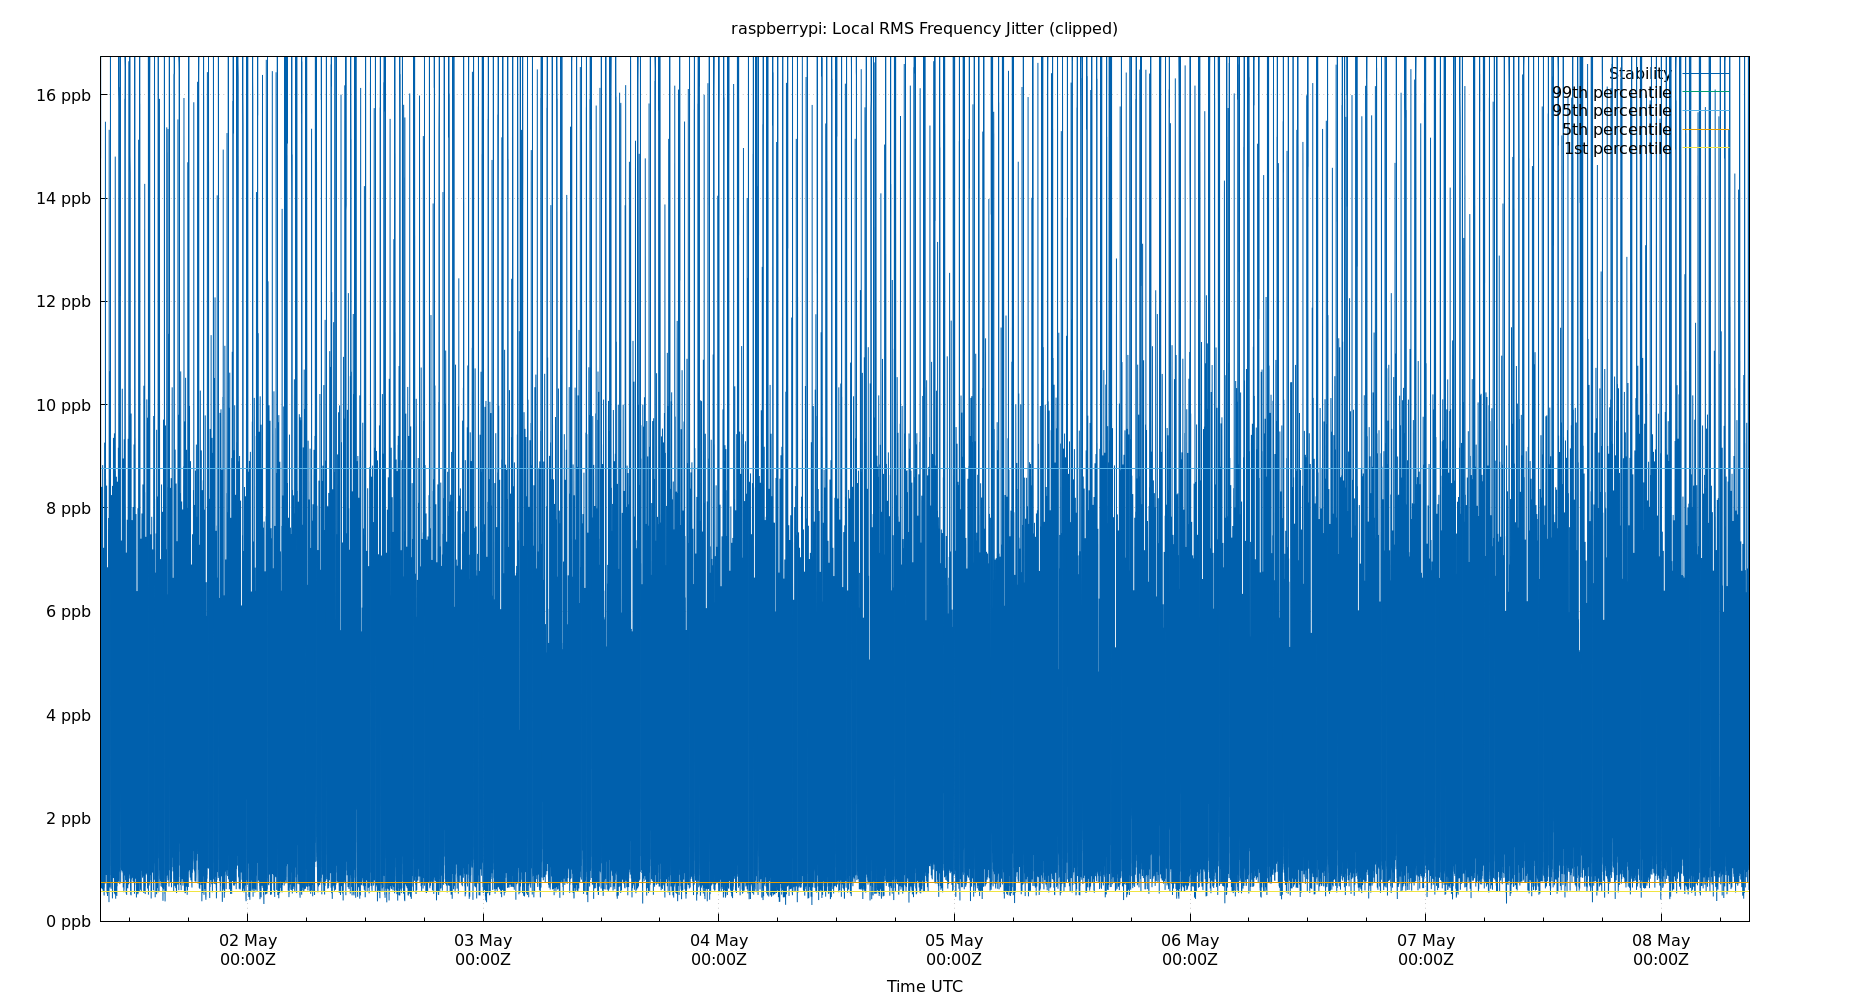 raspberrypi: Local RMS Frequency Jitter (clipped)
Stability
99th percentile
95th percentile
5th percentile
1st percentile
16 ppb
14 ppb
12 ppb
10 ppb
8 ppb
6 ppb
4 ppb
2 ppb
0 ppb
02 May 03 May 04 May 05 May 06 May 07 May 08 May
00:00Z 00:00Z 00:00Z 00:00Z 00:00Z 00:00Z 00:00Z
Time UTC